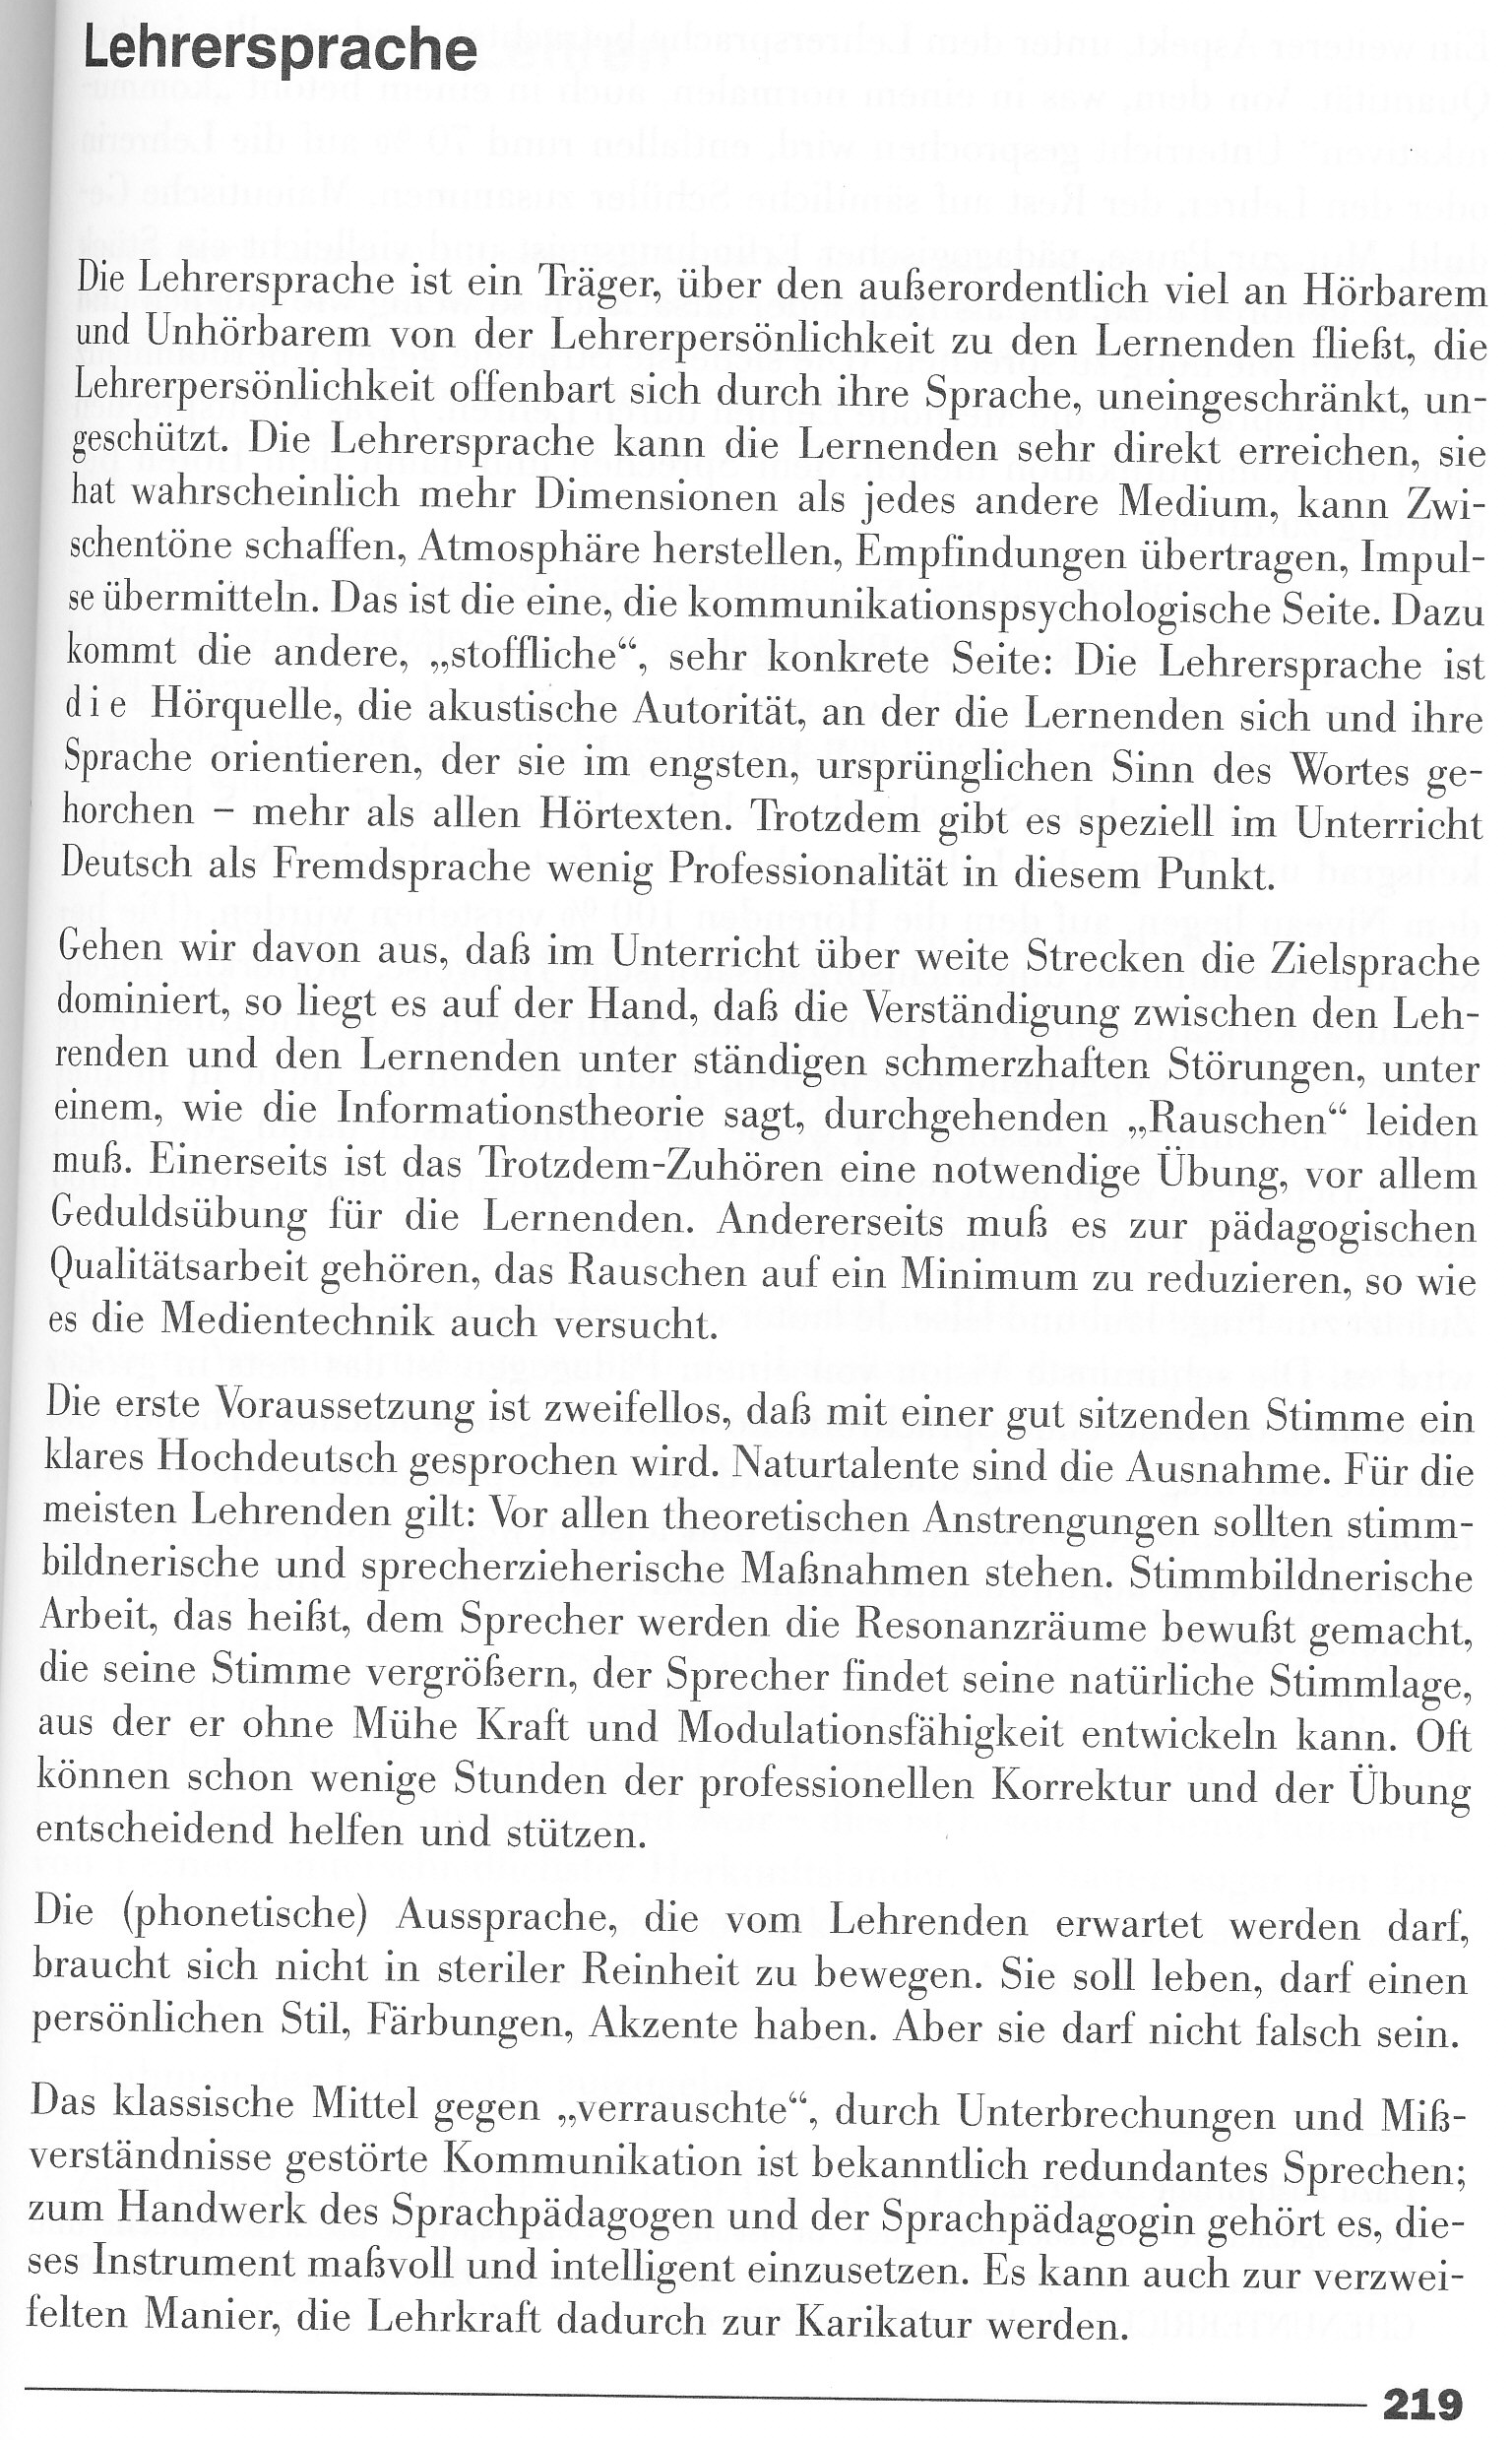 Lehrersprache
Die Lehrersprache ist ein Träger, über den außerordentlich viel an Hörbarem
und Unhörbarem von der Lehrerpersönlichkeit zu den Lernenden fließt, die
Lehrerpersönlichkeit offenbart sich durch ihre Sprache, uneingeschränkt, un-
geschützt. Die Lehrersprache kann die Lernenden sehr direkt erreichen, sie
hat wahrscheinlich mehr Dimensionen als jedes andere Medium, kann Zwi-
schentöne schaffen, Atmosphäre herstellen, Empfindungen übertragen, Impul-
se übermitteln. Das ist die eine, die kommunikationspsychologische Seite. Dazu
kommt die andere, „stoffliche“, sehr konkrete Seite: Die Lehrersprache ist
d i e Hörquelle, die akustische Autorität, an der die Lernenden sich und ihre
Sprache orientieren, der sie im engsten, ursprünglichen Sinn des Wortes ge-
horchen – mehr als allen Hörtexten. Trotzdem gibt es speziell im Unterricht
Deutsch als Fremdsprache wenig Professionalität in diesem Punkt.
Gehen wir davon aus, daß im Unterricht über weite Strecken die Zielsprache
dominiert, so liegt es auf der Hand, daß die Verständigung zwischen den Leh-
renden und den Lernenden unter ständigen schmerzhaften Störungen, unter
einem, wie die Informationstheorie sagt, durchgehenden „Rauschen“ leiden
muß. Einerseits ist das Trotzdem-Zuhören eine notwendige Übung, vor allem
Geduldsübung für die Lernenden. Andererseits muß es zur pädagogischen
Qualitätsarbeit gehören, das Rauschen auf ein Minimum zu reduzieren, so wie
es die Medientechnik auch versucht.
Die erste Voraussetzung ist zweifellos, daß mit einer gut sitzenden Stimme ein
klares Hochdeutsch gesprochen wird. Naturtalente sind die Ausnahme. Für die
meisten Lehrenden gilt: Vor allen theoretischen Anstrengungen sollten stimm-
bildnerische und sprecherzieherische Maßnahmen stehen. Stimmbildnerische
Arbeit, das heißt, dem Sprecher werden die Resonanzräume bewußt gemacht,
die seine Stimme vergrößern, der Sprecher findet seine natürliche Stimmlage,
aus der er ohne Mühe Kraft und Modulationsfähigkeit entwickeln kann. Oft
können schon wenige Stunden der professionellen Korrektur und der Übung
entscheidend helfen und stützen.
Die (phonetische) Aussprache, die vom Lehrenden erwartet werden darf,
braucht sich nicht in steriler Reinheit zu bewegen. Sie soll leben, darf einen
persönlichen Stil, Färbungen, Akzente haben. Aber sie darf nicht falsch sein.
Das klassische Mittel gegen „verrauschte“, durch Unterbrechungen und Miß-
verständnisse gestörte Kommunikation ist bekanntlich redundantes Sprechen;
zum Handwerk des Sprachpädagogen und der Sprachpädagogin gehört es, die-
ses Instrument maßvoll und intelligent einzusetzen. Es kann auch zur verzwei-
felten Manier, die Lehrkraft dadurch zur Karikatur werden.
219